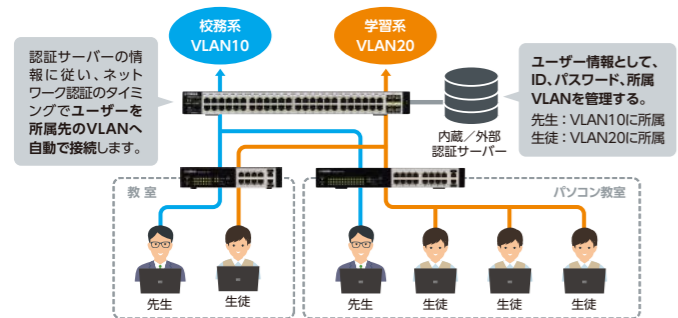 校務系
VLAN10
学習系
VLAN20
認証サーバーの情
報に従い、ネット
ワーク認証のタイミ
ングでユーザーを
所属先のVLANへ
自動で接続します。
ユーザー情報として、
ID、パスワード、所属
VLANを管理する。
先生：VLAN10に所属
生徒：VLAN20に所属
内蔵／外部
認証サーバー
教室
パソコン教室
先生
生徒
先生
生徒
生徒
生徒